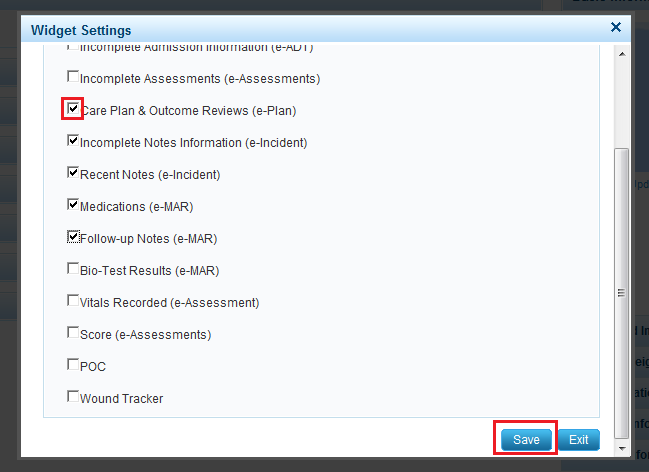 Widget Settings
Incomplete Admission Information (e-ADT)
Incomplete Assessments (e-Assessments)
Care Plan & Outcome Reviews (e-Plan)
Incomplete Notes Information (e-Incident)
Recent Notes (e-Incident)
Medications (e-MAR)
Follow-up Notes (e-MAR)
Bio-Test Results (e-MAR)
Vitals Recorded (e-Assessment)
Score (e-Assessments)
POC
Wound Tracker
Save
Exit